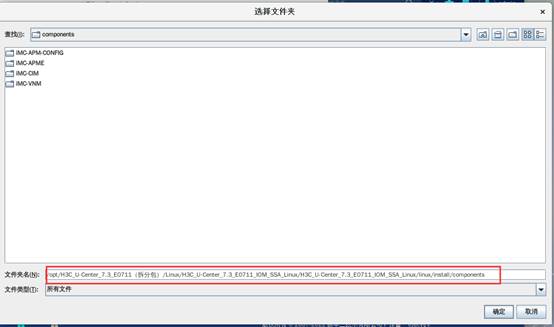 选择文件夹
查找(I): components
iMC-APM-CONFIG
iMC-APME
iMC-CIM
iMC-VNM
文件夹名(N): /opt/H3C_U-Center_7.3_E0711（拆分包）/Linux/H3C_U-Center_7.3_E0711_IOM_SSA_Linux/H3C_U-Center_7.3_E0711_IOM_SSA_Linux/linux/install/components
文件类型(T): 所有文件
确定 取消